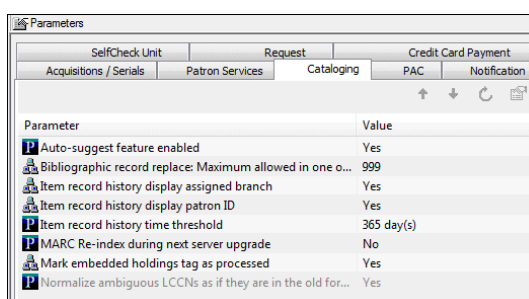 Parameters
SelfCheck Unit Request Credit Card Payment
Acquisitions / Serials Patron Services Cataloging PAC Notification
Parameter Value
P Auto-suggest feature enabled Yes
Bibliographic record replace: Maximum allowed in one o... 999
Item record history display assigned branch Yes
Item record history display patron ID Yes
P Item record history time threshold 365 day(s)
P MARC Re-index during next server upgrade No
Mark embedded holdings tag as processed Yes
P Normalize ambiguous LCCNs as if they are in the old for... Yes